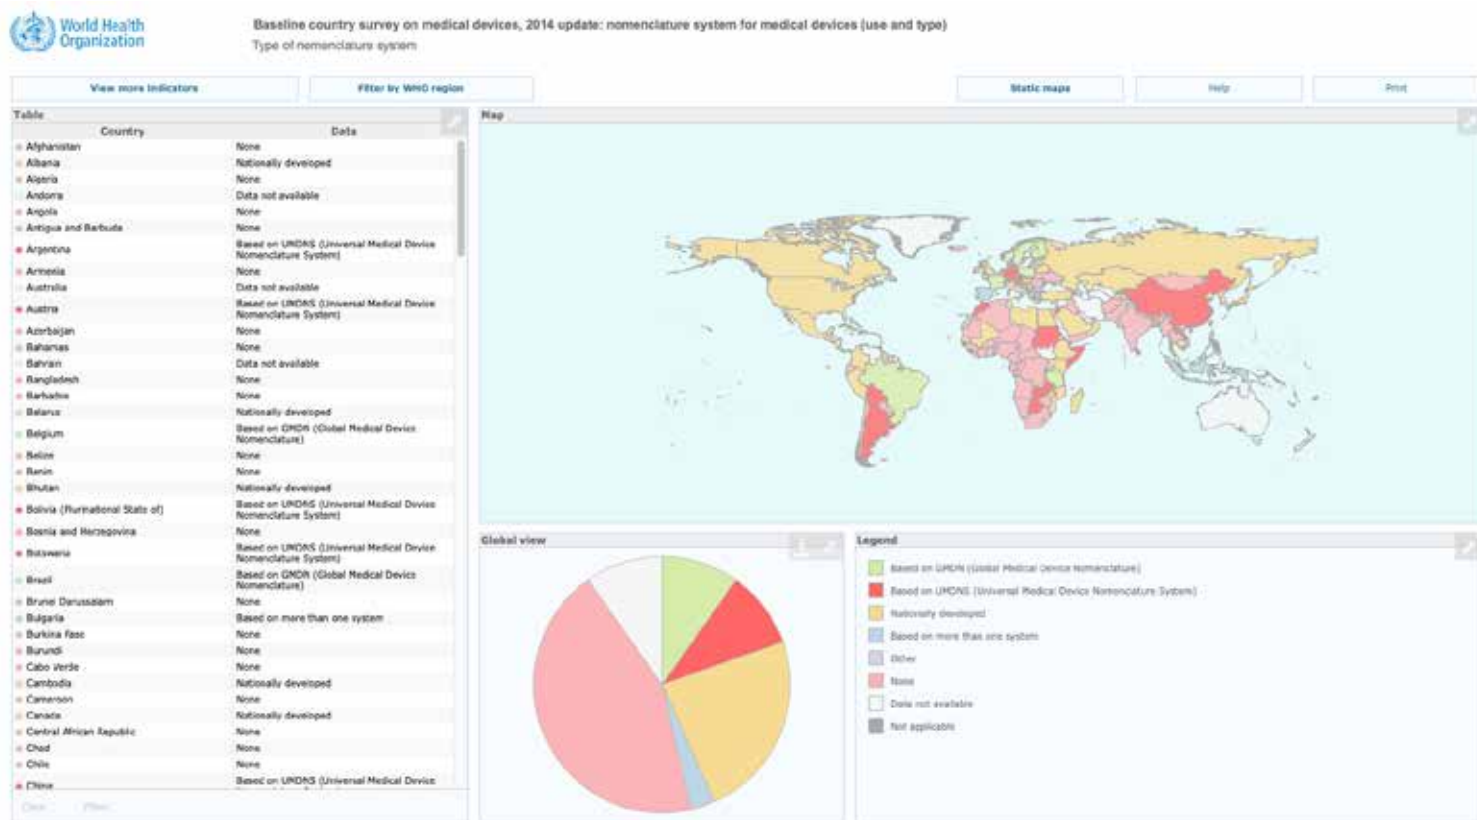 World Health
Organization
Baseline country survey on medical devices, 2014 update: nomenclature system for medical devices (use and type)
Type of nomenclature system
View more Indicators
Filter by WHO region
Static maps
Help
Print
Table
Country Data
Afghanistan None
Albania Nationally developed
Algeria None
Andorra Data not available
Angola None
Antigua and Barbuda None
Argentina Based on UMDNS (Universal Medical Device
Nomenclature System)
Armenia None
Australia Data not available
Austria Based on UMDNS (Universal Medical Device
Nomenclature System)
Azerbaijan None
Bahamas None
Bahrain Data not available
Bangladesh None
Barbados None
Belarus Nationally developed
Belgium Based on GMDN (Global Medical Device
Nomenclature)
Belize None
Benin None
Bhutan Nationally developed
Bolivia (Plurinational State of) Based on UMDNS (Universal Medical Device
Nomenclature System)
Bosnia and Herzegovina None
Botswana Based on UMDNS (Universal Medical Device
Nomenclature System)
Brazil Based on GMDN (Global Medical Device
Nomenclature)
Brunei Darussalam None
Bulgaria Based on more than one system
Burkina Faso None
Burundi None
Cabo Verde None
Cambodia Nationally developed
Cameroon None
Canada Nationally developed
Central African Republic None
Chad None
Chile None
China Based on UMDNS (Universal Medical Device
Clear
Map
Global view
Legend
Based on GMDN (Global Medical Device Nomenclature)
Based on UMDNS (Universal Medical Device Nomenclature System)
Nationally developed
Based on more than one system
Other
None
Data not available
Not applicable